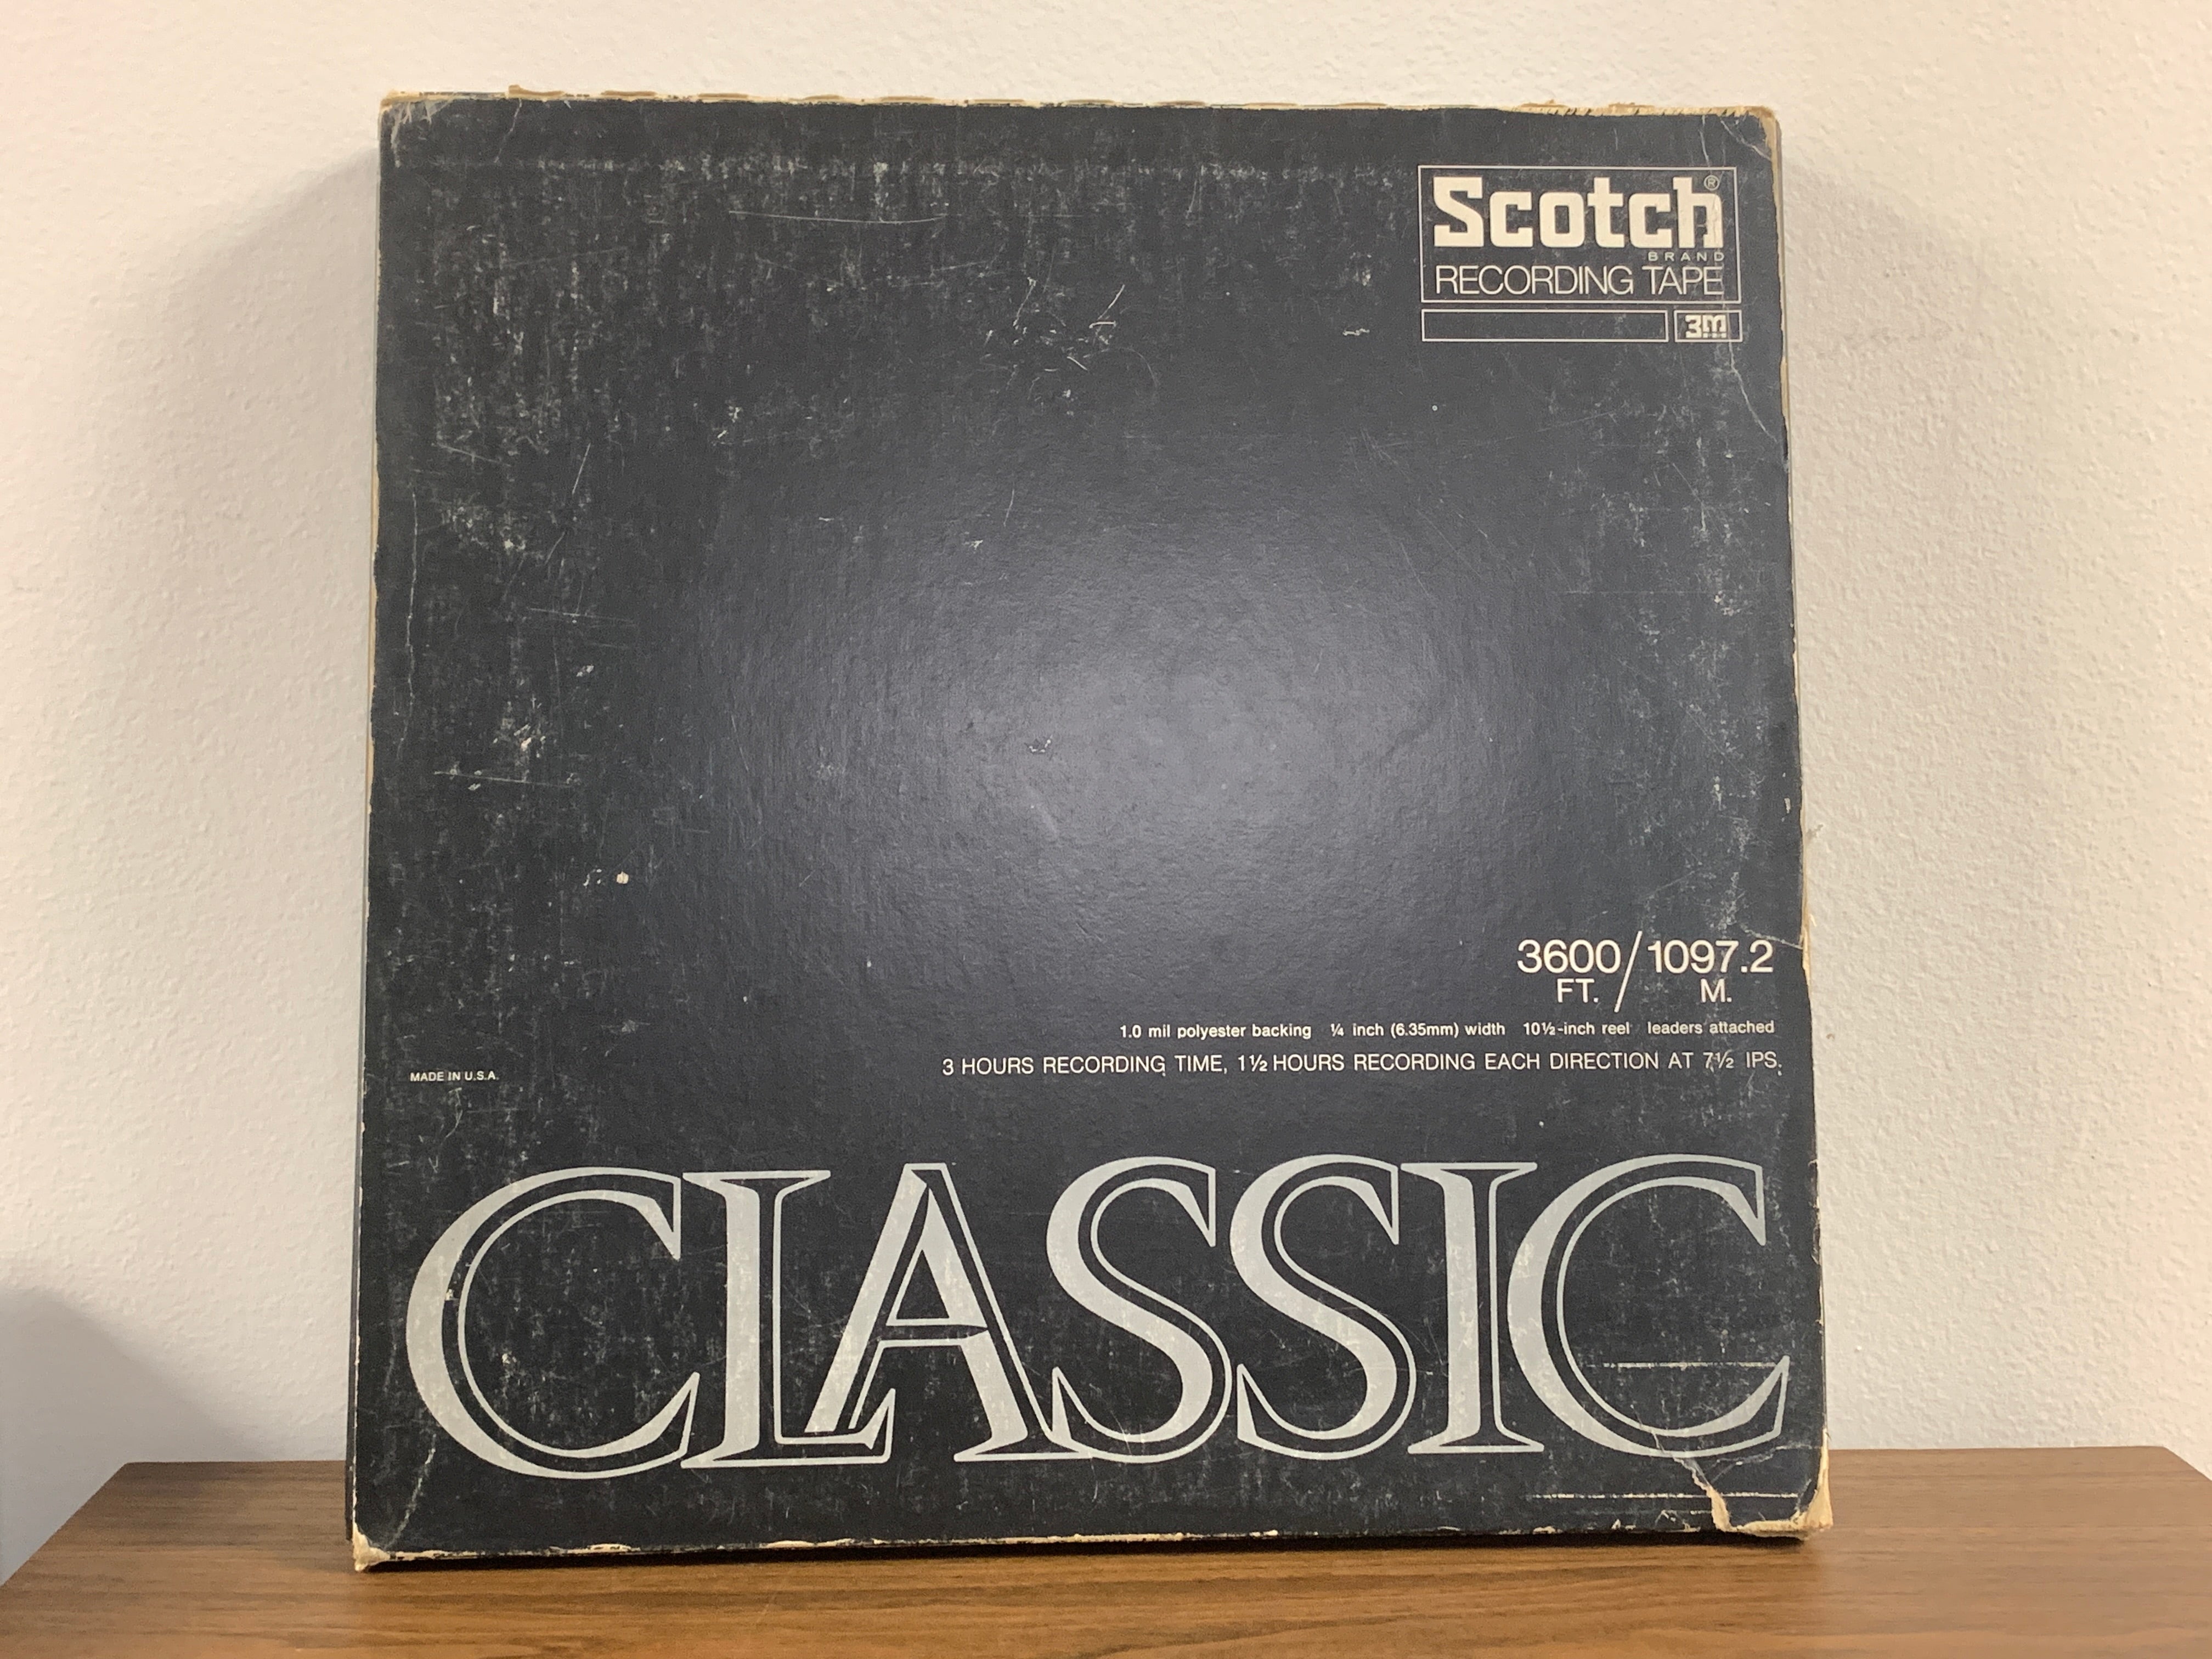 Scotch®
BRAND
RECORDING TAPE
3M
3600/1097.2
FT. M.
1.0 mil polyester backing ¼ inch (6.35mm) width 10½-inch reel leaders attached
3 HOURS RECORDING TIME, 1½ HOURS RECORDING EACH DIRECTION AT 7½ IPS.
MADE IN U.S.A.
CLASSIC